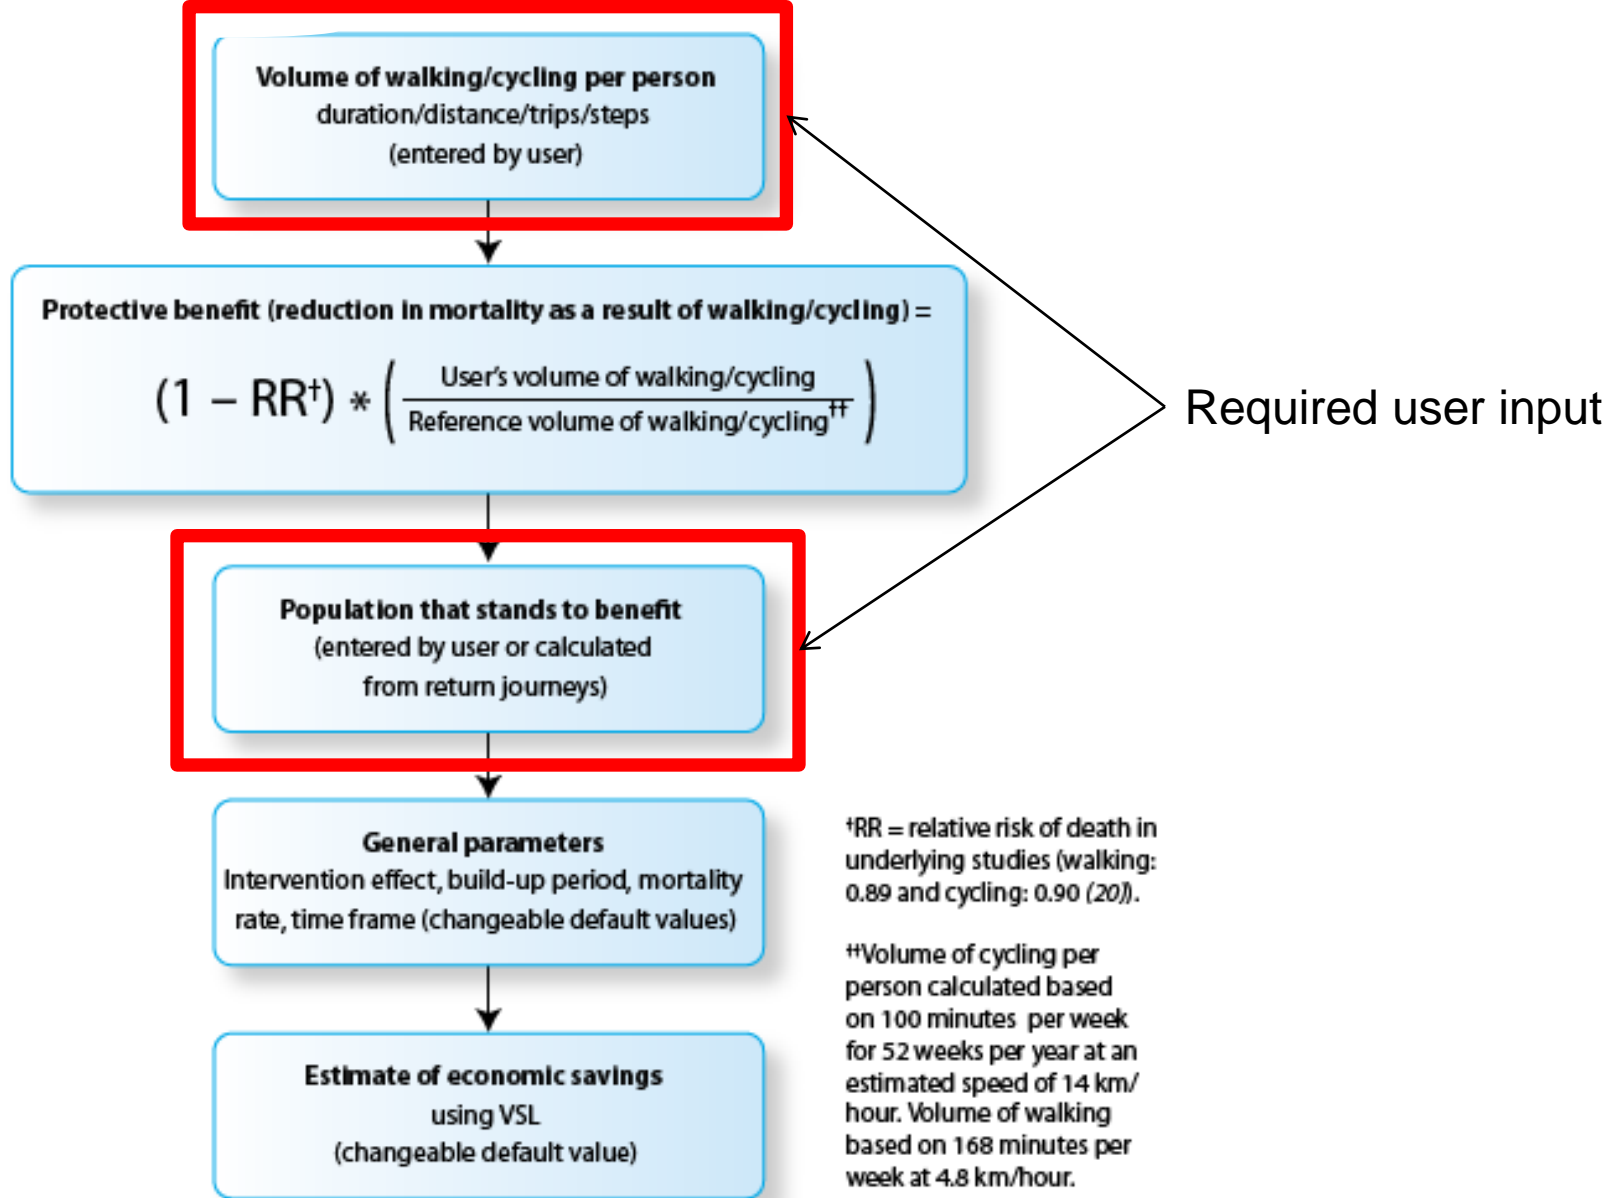 Volume of walking/cycling per person
duration/distance/trips/steps
(entered by user)
Protective benefit (reduction in mortality as a result of walking/cycling) =
(1 – RR†) * (User's volume of walking/cycling
Reference volume of walking/cycling††)
Required user input
Population that stands to benefit
(entered by user or calculated
from return journeys)
General parameters
Intervention effect, build-up period, mortality
rate, time frame (changeable default values)
Estimate of economic savings
using VSL
(changeable default value)
†RR = relative risk of death in
underlying studies (walking:
0.89 and cycling: 0.90 (20)).
††Volume of cycling per
person calculated based
on 100 minutes per week
for 52 weeks per year at an
estimated speed of 14 km/
hour. Volume of walking
based on 168 minutes per
week at 4.8 km/hour.